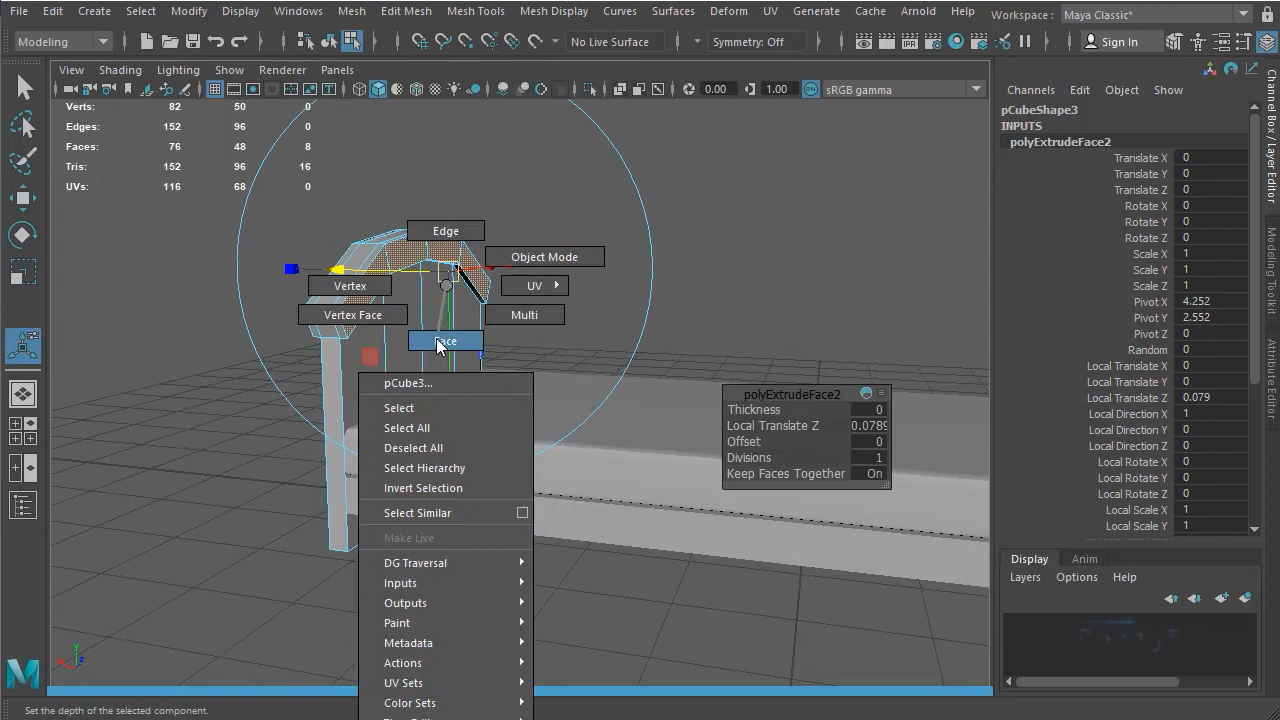 File Edit Create Select Modify Display Windows Mesh Edit Mesh Mesh Tools Mesh Display Curves Surfaces Deform UV Generate Cache Arnold Help Workspace : Maya Classic*
Modeling No Live Surface Symmetry: Off Sign In
View Shading Lighting Show Renderer Panels
0.00 1.00 sRGB gamma
Verts: 82 50 0
Edges: 152 96 0
Faces: 76 48 8
Tris: 152 96 16
UVs: 116 68 0
Edge
Object Mode
Vertex
UV
Vertex Face
Multi
Face
pCube3...
Select
Select All
Deselect All
Select Hierarchy
Invert Selection
Select Similar
Make Live
DG Traversal
Inputs
Outputs
Paint
Metadata
Actions
UV Sets
Color Sets
polyExtrudeFace2
Thickness 0
Local Translate Z 0.0789
Offset 0
Divisions 1
Keep Faces Together On
Channels Edit Object Show
pCubeShape3
INPUTS
polyExtrudeFace2
Translate X 0
Translate Y 0
Translate Z 0
Rotate X 0
Rotate Y 0
Rotate Z 0
Scale X 1
Scale Y 1
Scale Z 1
Pivot X 4.252
Pivot Y 2.552
Pivot Z 0
Random 0
Local Translate X 0
Local Translate Y 0
Local Translate Z 0.079
Local Direction X 1
Local Direction Y 0
Local Direction Z 0
Local Rotate X 0
Local Rotate Y 0
Local Rotate Z 0
Local Scale X 1
Local Scale Y 1
Local Scale Z 1
Display Anim
Layers Options Help
Channel Box / Layer Editor
Modeling Toolkit
Attribute Editor
y
z
Set the depth of the selected component.